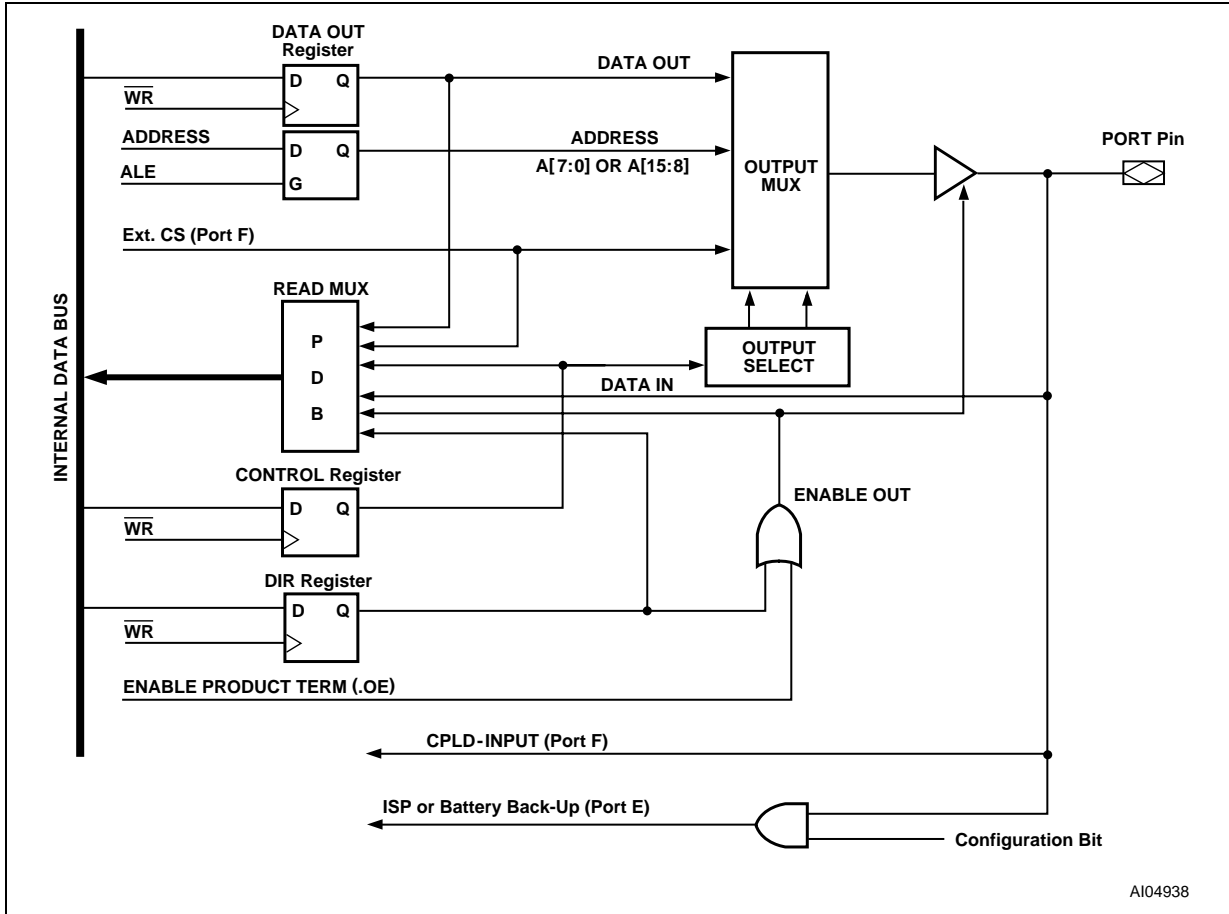 DATA OUT
Register
DATA OUT
D Q
WR
ADDRESS
D Q
ADDRESS
A[7:0] OR A[15:8]
ALE
G
OUTPUT
MUX
PORT Pin
Ext. CS (Port F)
READ MUX
P
D
B
OUTPUT
SELECT
DATA IN
INTERNAL DATA BUS
CONTROL Register
D Q
WR
ENABLE OUT
DIR Register
D Q
WR
ENABLE PRODUCT TERM (.OE)
CPLD-INPUT (Port F)
ISP or Battery Back-Up (Port E)
Configuration Bit
AI04938